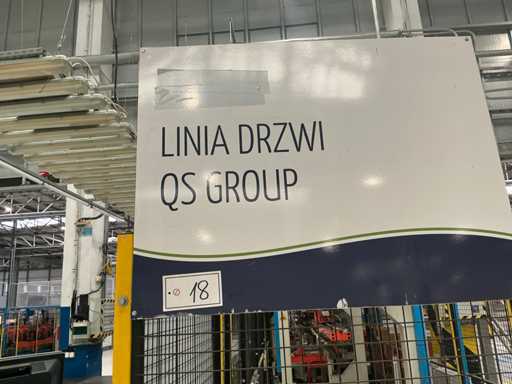 LINIA DRZWI
QS GROUP
18